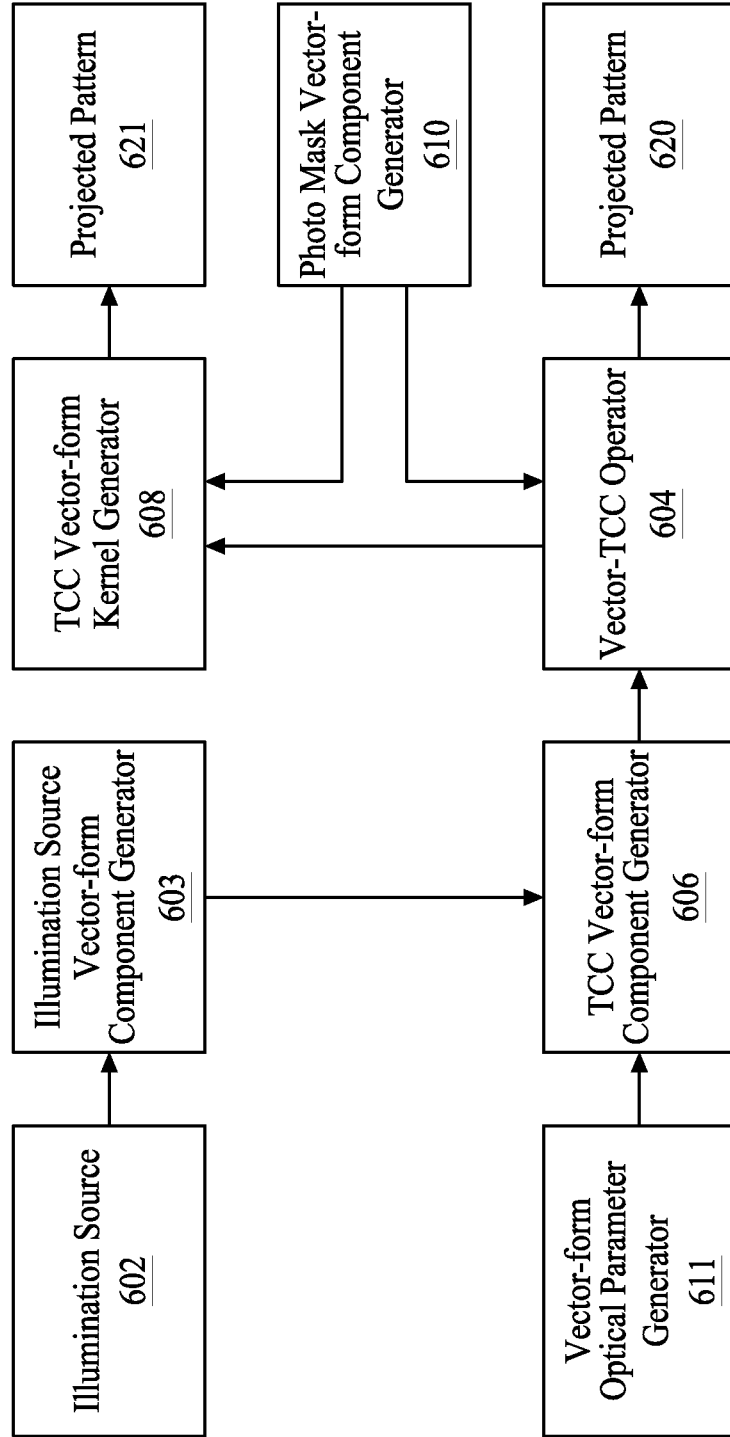 Illumination Source
602
Illumination Source
Vector-form
Component Generator
603
TCC Vector-form
Kernel Generator
608
Projected Pattern
621
Photo Mask Vector-
form Component
Generator
610
Vector-form
Optical Parameter
Generator
611
TCC Vector-form
Component Generator
606
Vector-TCC Operator
604
Projected Pattern
620